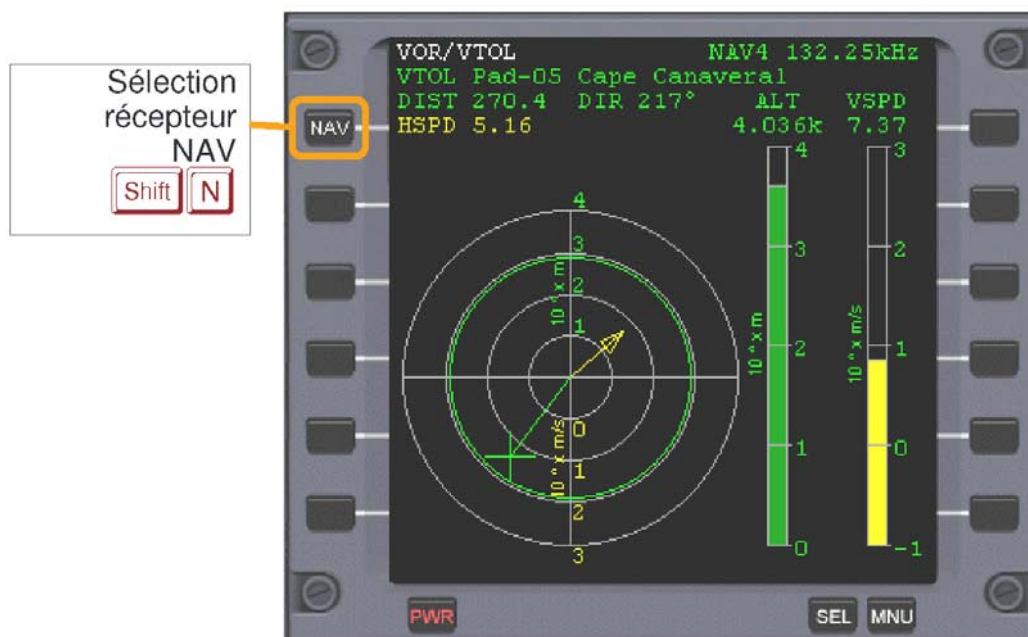 Sélection
récepteur
NAV
Shift N
NAV
VOR/VTOL NAV4 132.25kHz
VTOL Pad-05 Cape Canaveral
DIST 270.4 DIR 217° ALT VSPD
HSPD 5.16 4.036k 7.37
4
3
2
1
10^x m
0
1
2
3
10^x m/s
4
3
2
1
0
10^x m
3
2
1
0
-1
10^x m/s
PWR SEL MNU